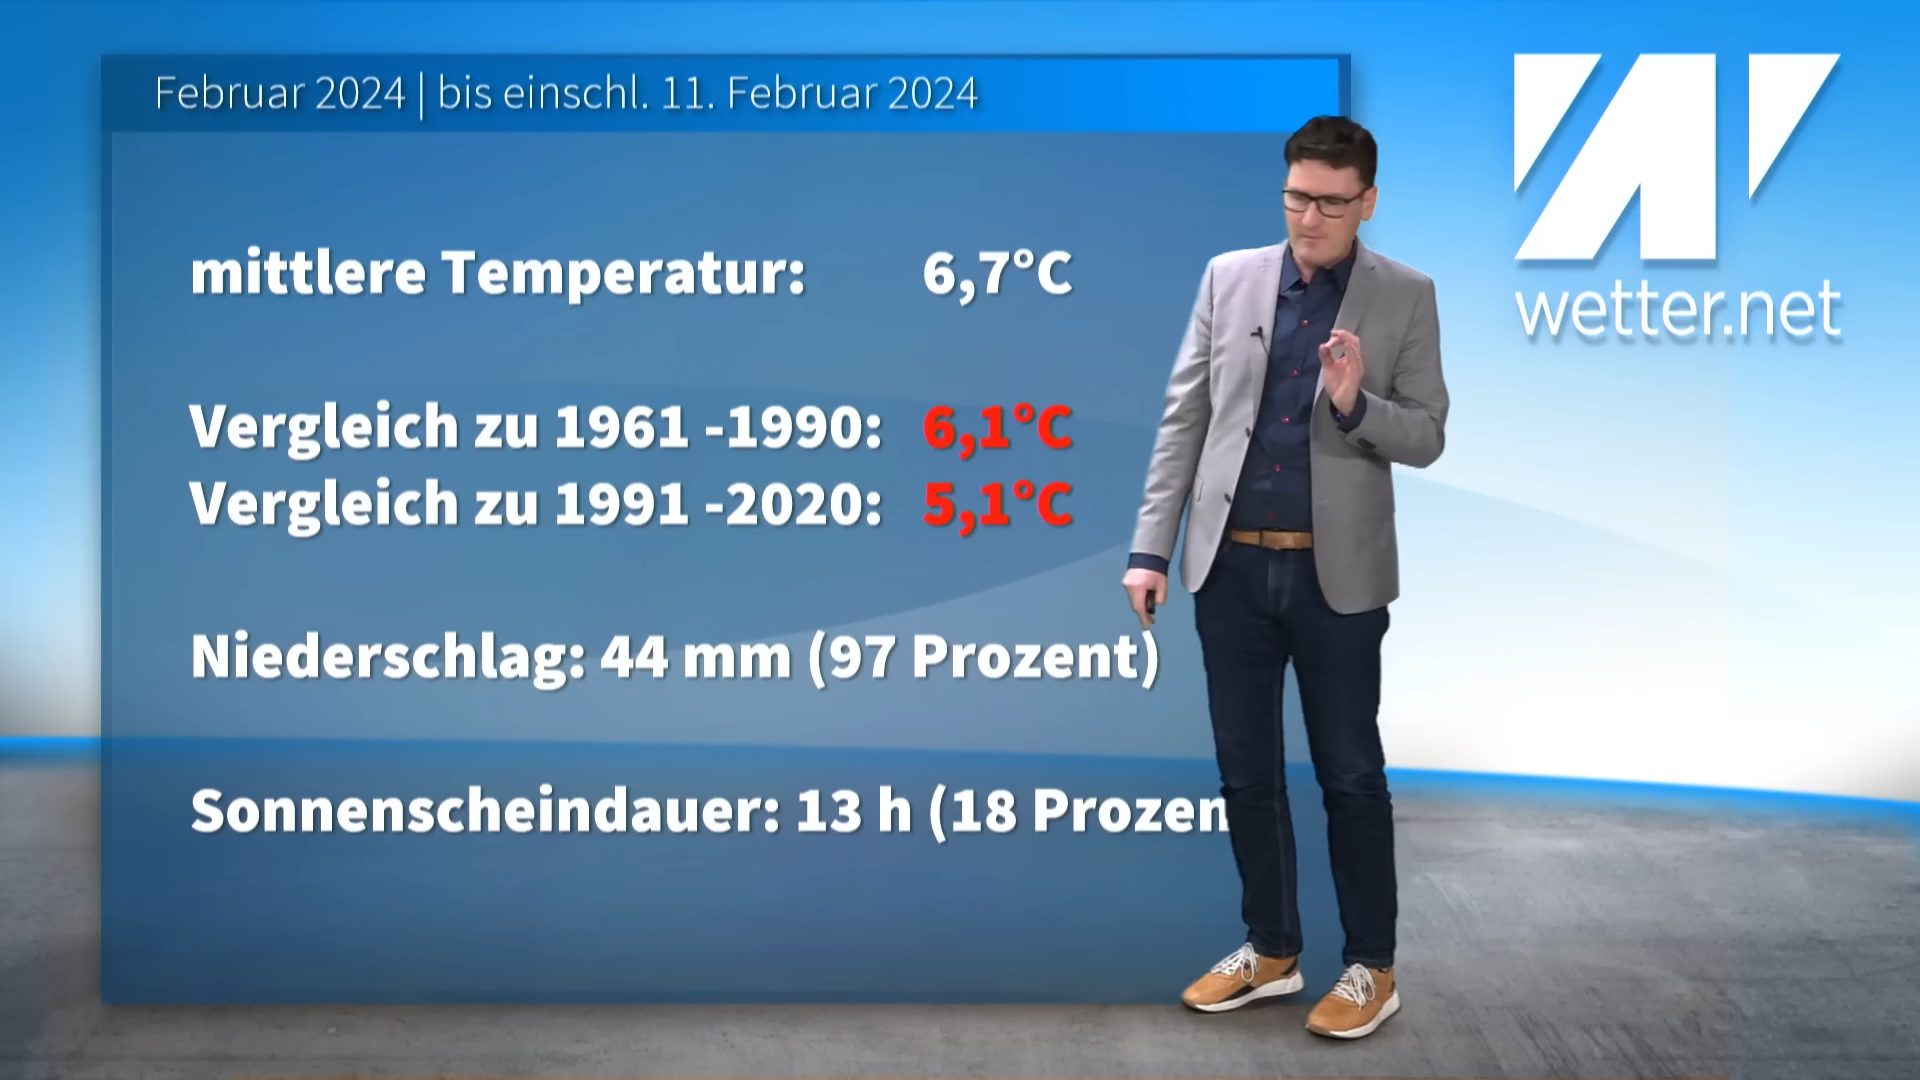 Februar 2024 | bis einschl. 11. Februar 2024
mittlere Temperatur: 6,7°C
Vergleich zu 1961 -1990: 6,1°C
Vergleich zu 1991 -2020: 5,1°C
Niederschlag: 44 mm (97 Prozent)
Sonnenscheindauer: 13 h (18 Prozen
wetter.net